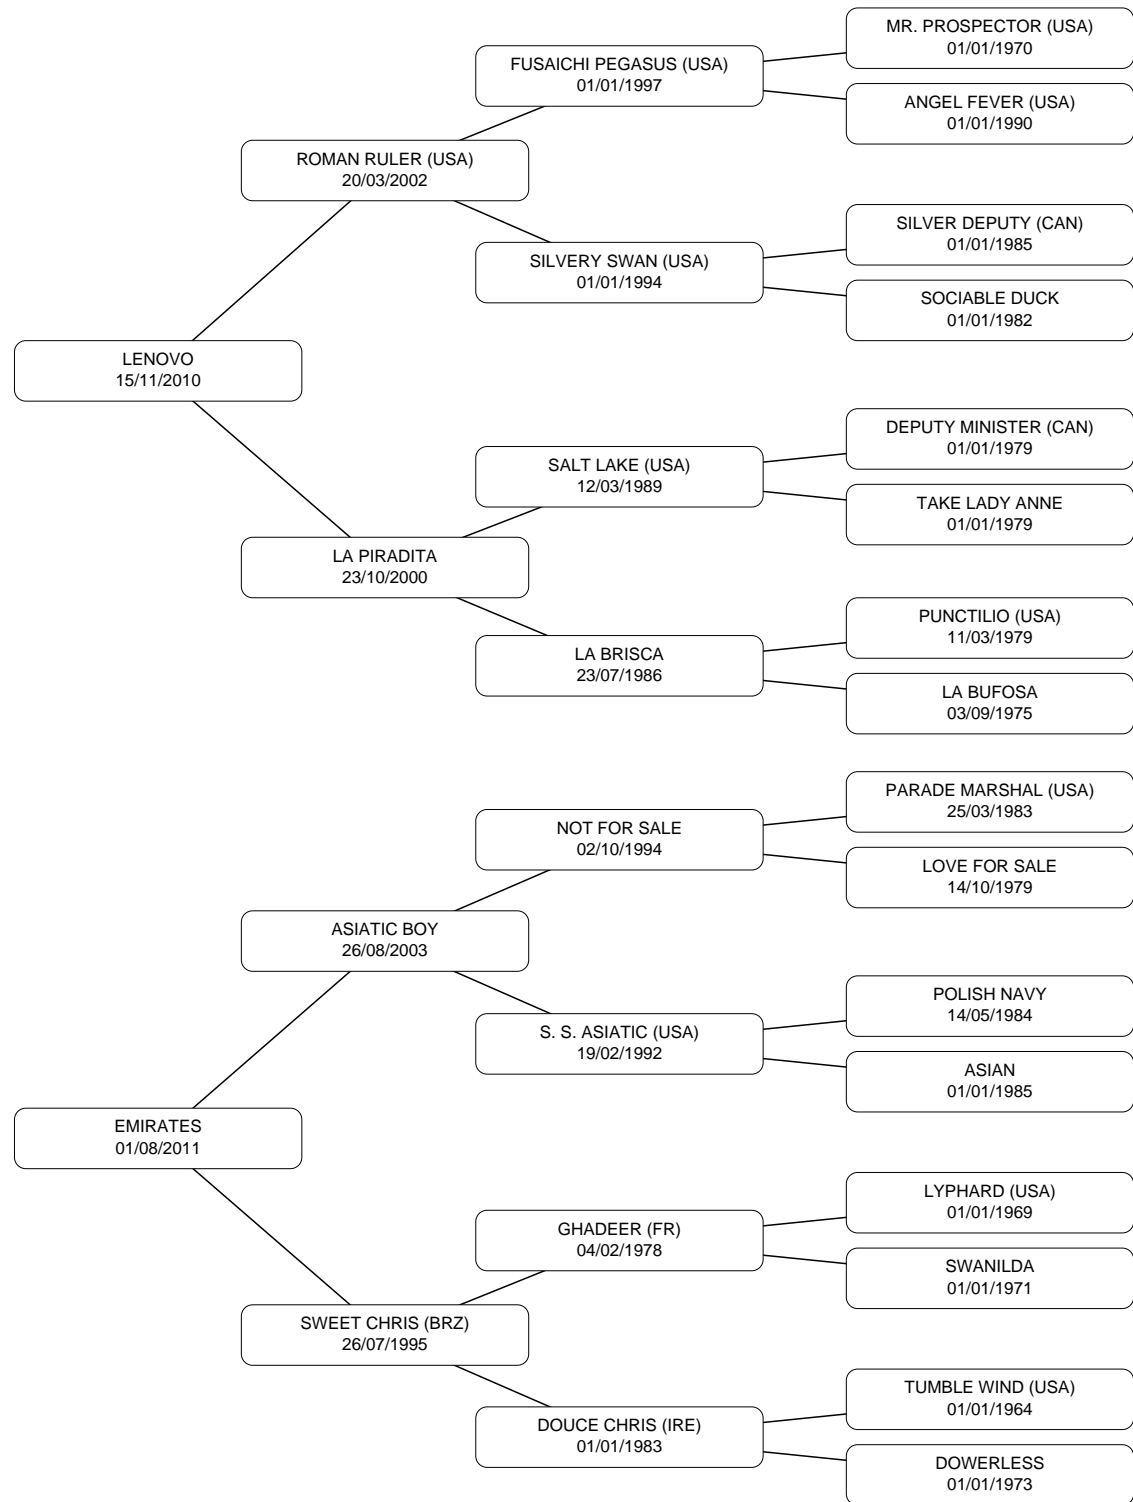 MR. PROSPECTOR (USA)
01/01/1970
FUSAICHI PEGASUS (USA)
01/01/1997
ANGEL FEVER (USA)
01/01/1990
ROMAN RULER (USA)
20/03/2002
SILVER DEPUTY (CAN)
01/01/1985
SILVERY SWAN (USA)
01/01/1994
SOCIABLE DUCK
01/01/1982
LENOVO
15/11/2010
DEPUTY MINISTER (CAN)
01/01/1979
SALT LAKE (USA)
12/03/1989
TAKE LADY ANNE
01/01/1979
LA PIRADITA
23/10/2000
PUNCTILIO (USA)
11/03/1979
LA BRISCA
23/07/1986
LA BUFOSA
03/09/1975
PARADE MARSHAL (USA)
25/03/1983
NOT FOR SALE
02/10/1994
LOVE FOR SALE
14/10/1979
ASIATIC BOY
26/08/2003
POLISH NAVY
14/05/1984
S. S. ASIATIC (USA)
19/02/1992
ASIAN
01/01/1985
EMIRATES
01/08/2011
LYPHARD (USA)
01/01/1969
GHADEER (FR)
04/02/1978
SWANILDA
01/01/1971
SWEET CHRIS (BRZ)
26/07/1995
TUMBLE WIND (USA)
01/01/1964
DOUCE CHRIS (IRE)
01/01/1983
DOWERLESS
01/01/1973